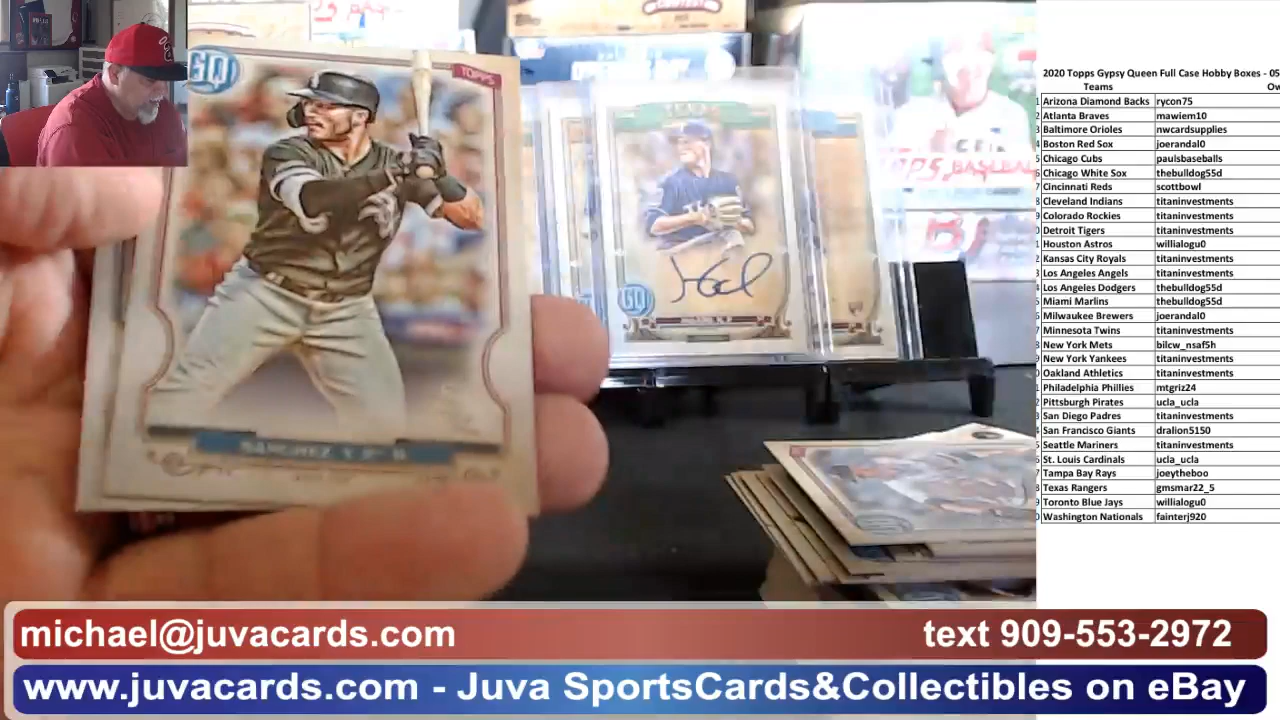 GQ
TOPPS
TEXAS
GQ
2020 Topps Gypsy Queen Full Case Hobby Boxes - 05
Teams Ow
Arizona Diamond Backs rycon75
Atlanta Braves mawiem10
Baltimore Orioles nwcardsupplies
Boston Red Sox joerandal0
Chicago Cubs paulsbaseballs
Chicago White Sox thebulldog55d
Cincinnati Reds scottbowl
Cleveland Indians titaninvestments
Colorado Rockies titaninvestments
Detroit Tigers titaninvestments
Houston Astros willialogu0
Kansas City Royals titaninvestments
Los Angeles Angels titaninvestments
Los Angeles Dodgers thebulldog55d
Miami Marlins thebulldog55d
Milwaukee Brewers joerandal0
Minnesota Twins titaninvestments
New York Mets bilcw_nsaf5h
New York Yankees titaninvestments
Oakland Athletics titaninvestments
Philadelphia Phillies mtgriz24
Pittsburgh Pirates ucla_ucla
San Diego Padres titaninvestments
San Francisco Giants dralion5150
Seattle Mariners titaninvestments
St. Louis Cardinals ucla_ucla
Tampa Bay Rays joeytheboo
Texas Rangers gmsmar22_5
Toronto Blue Jays willialogu0
Washington Nationals fainterj920
michael@juvacards.com text 909-553-2972
www.juvacards.com - Juva SportsCards&Collectibles on eBay